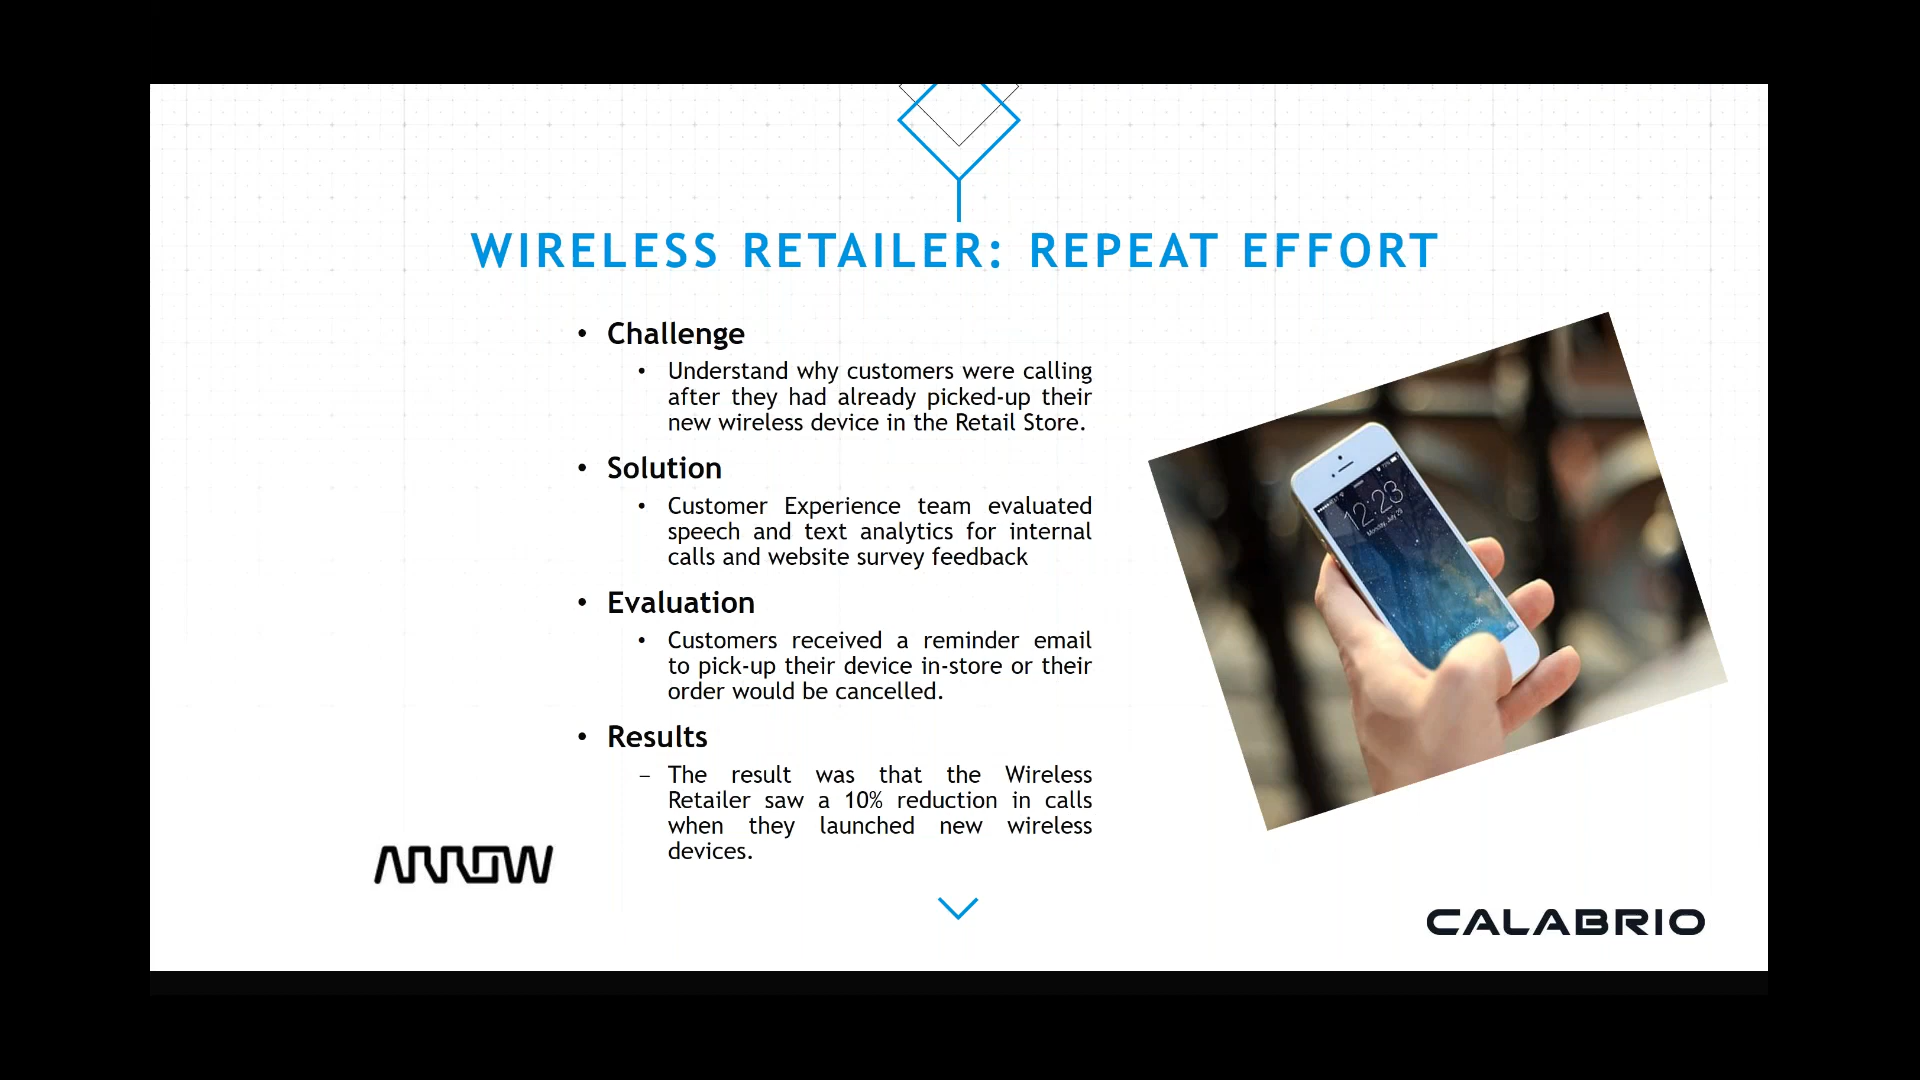 WIRELESS RETAILER: REPEAT EFFORT
• Challenge
• Understand why customers were calling
after they had already picked-up their
new wireless device in the Retail Store.
• Solution
• Customer Experience team evaluated
speech and text analytics for internal
calls and website survey feedback
• Evaluation
• Customers received a reminder email
to pick-up their device in-store or their
order would be cancelled.
• Results
– The result was that the Wireless
Retailer saw a 10% reduction in calls
when they launched new wireless
devices.
12:23
Monday, July 29
ARROW
CALABRIO